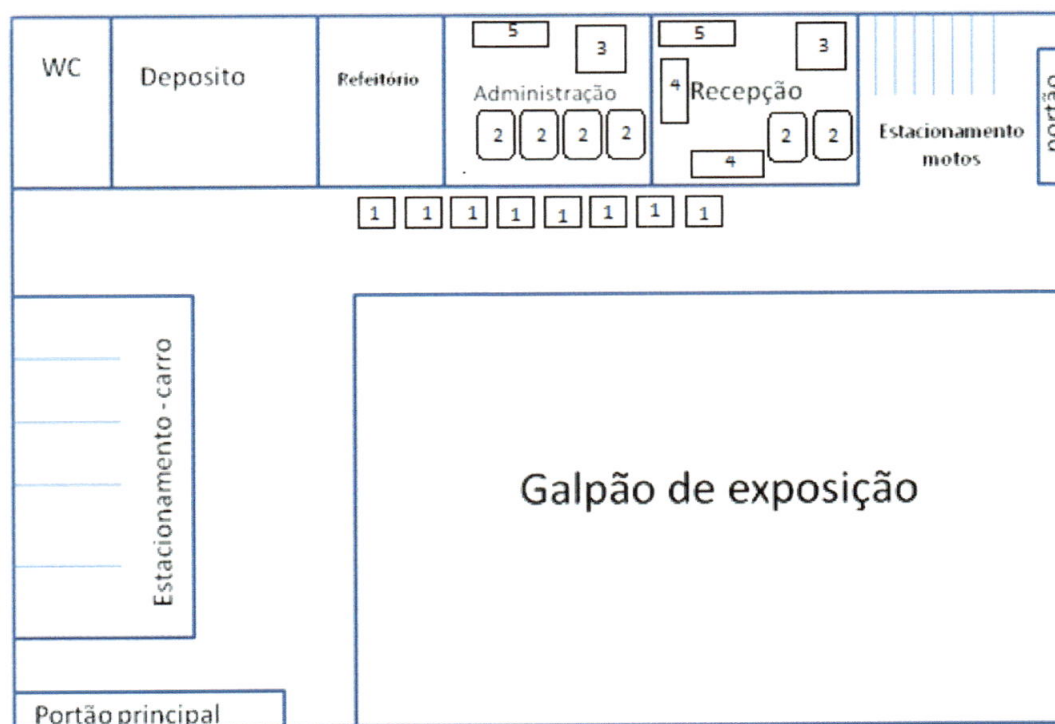 WC
Deposito
Refeitório
5
3
Administração
2 2 2 2
5
3
4
Recepção
2 2
4
Estacionamento
motos
portão
1 1 1 1 1 1 1 1
Estacionamento - carro
Galpão de exposição
Portão principal